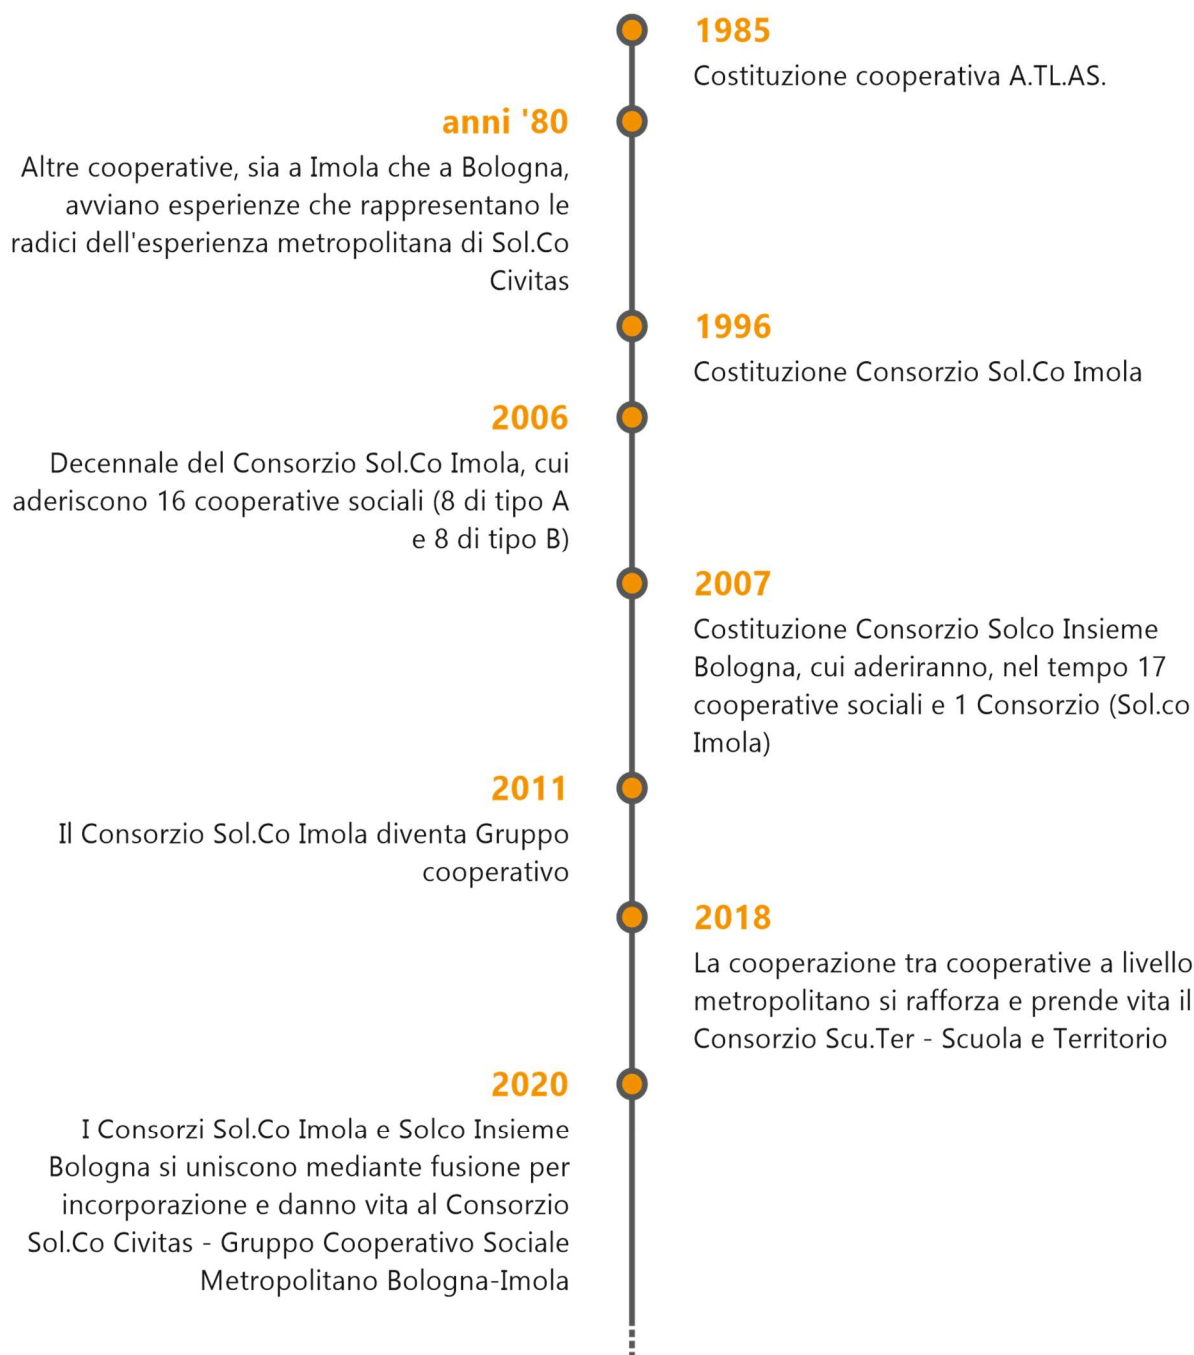 1985
Costituzione cooperativa A.TL.AS.
anni '80
Altre cooperative, sia a Imola che a Bologna,
avviano esperienze che rappresentano le
radici dell'esperienza metropolitana di Sol.Co
Civitas
1996
Costituzione Consorzio Sol.Co Imola
2006
Decennale del Consorzio Sol.Co Imola, cui
aderiscono 16 cooperative sociali (8 di tipo A
e 8 di tipo B)
2007
Costituzione Consorzio Solco Insieme
Bologna, cui aderiranno, nel tempo 17
cooperative sociali e 1 Consorzio (Sol.co
Imola)
2011
Il Consorzio Sol.Co Imola diventa Gruppo
cooperativo
2018
La cooperazione tra cooperative a livello
metropolitano si rafforza e prende vita il
Consorzio Scu.Ter - Scuola e Territorio
2020
I Consorzi Sol.Co Imola e Solco Insieme
Bologna si uniscono mediante fusione per
incorporazione e danno vita al Consorzio
Sol.Co Civitas - Gruppo Cooperativo Sociale
Metropolitano Bologna-Imola